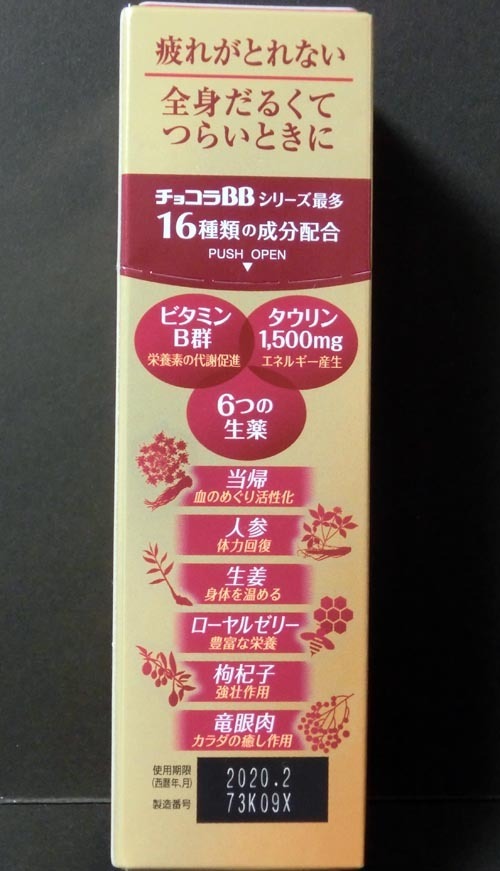 疲れがとれない
全身だるくて
つらいときに
チョコラBBシリーズ最多
16種類の成分配合
PUSH OPEN
ビタミン
B群
栄養素の代謝促進
タウリン
1,500mg
エネルギー産生
6つの
生薬
当帰
血のめぐり活性化
人参
体力回復
生姜
身体を温める
ローヤルゼリー
豊富な栄養
枸杞子
強壮作用
竜眼肉
カラダの癒し作用
使用期限
(西暦年、月)
2020.2
製造番号
73K09X